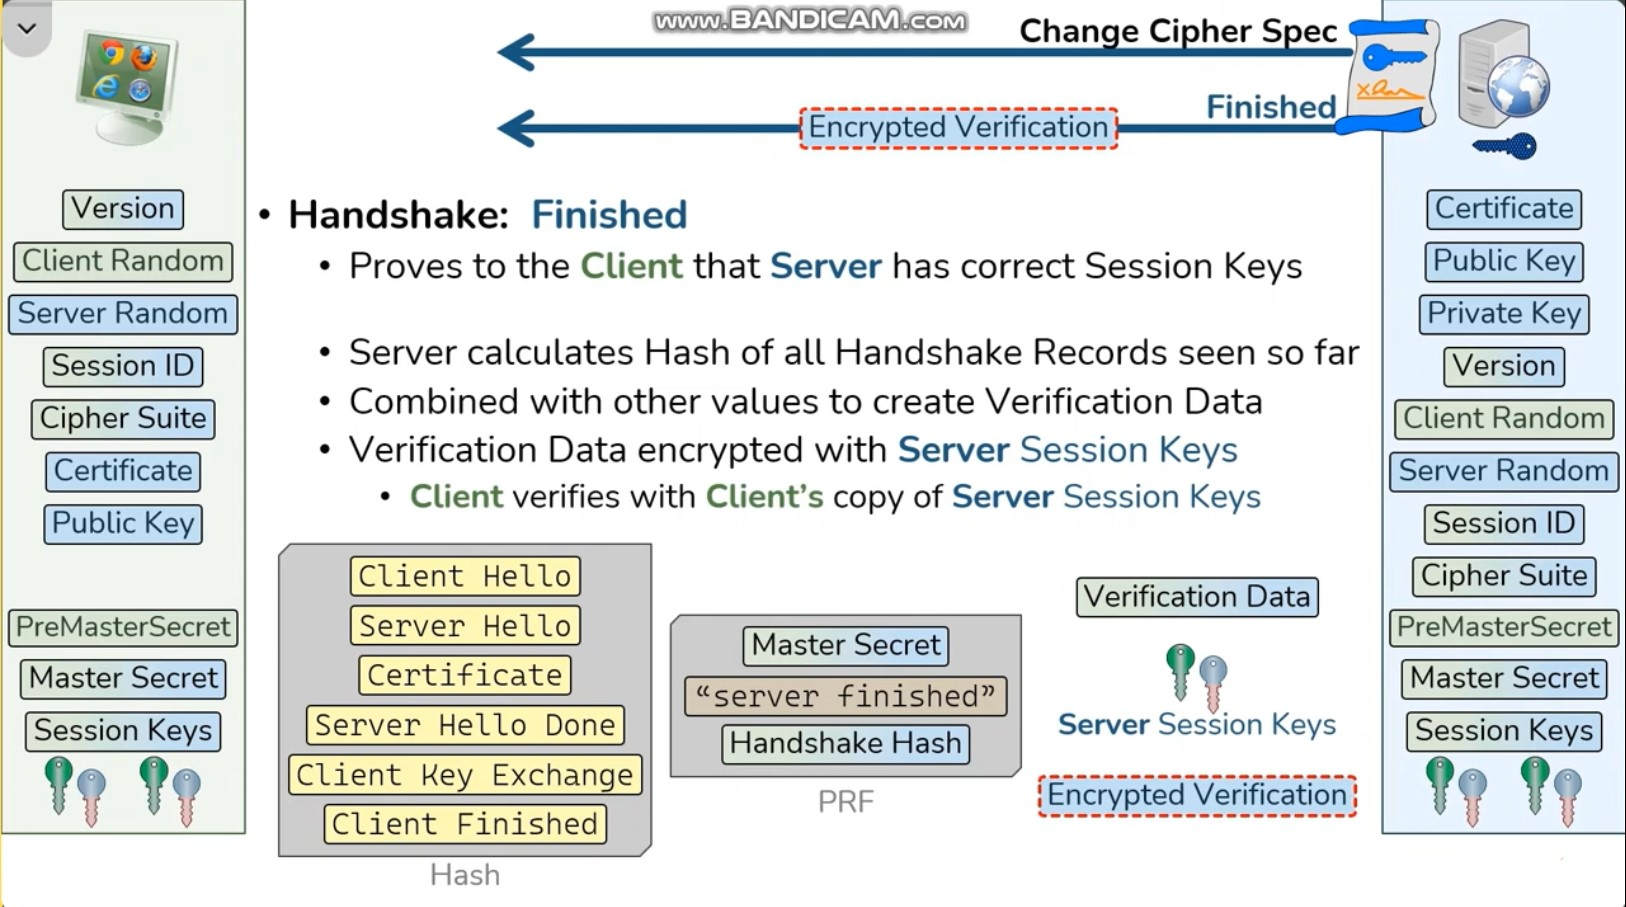 www.BANDICAM.com
Change Cipher Spec
Finished
Encrypted Verification
Version
Client Random
Server Random
Session ID
Cipher Suite
Certificate
Public Key
PreMasterSecret
Master Secret
Session Keys
• Handshake: Finished
• Proves to the Client that Server has correct Session Keys
• Server calculates Hash of all Handshake Records seen so far
• Combined with other values to create Verification Data
• Verification Data encrypted with Server Session Keys
• Client verifies with Client's copy of Server Session Keys
Client Hello
Server Hello
Certificate
Server Hello Done
Client Key Exchange
Client Finished
Hash
Master Secret
“server finished”
Handshake Hash
PRF
Verification Data
Server Session Keys
Encrypted Verification
Certificate
Public Key
Private Key
Version
Client Random
Server Random
Session ID
Cipher Suite
PreMasterSecret
Master Secret
Session Keys